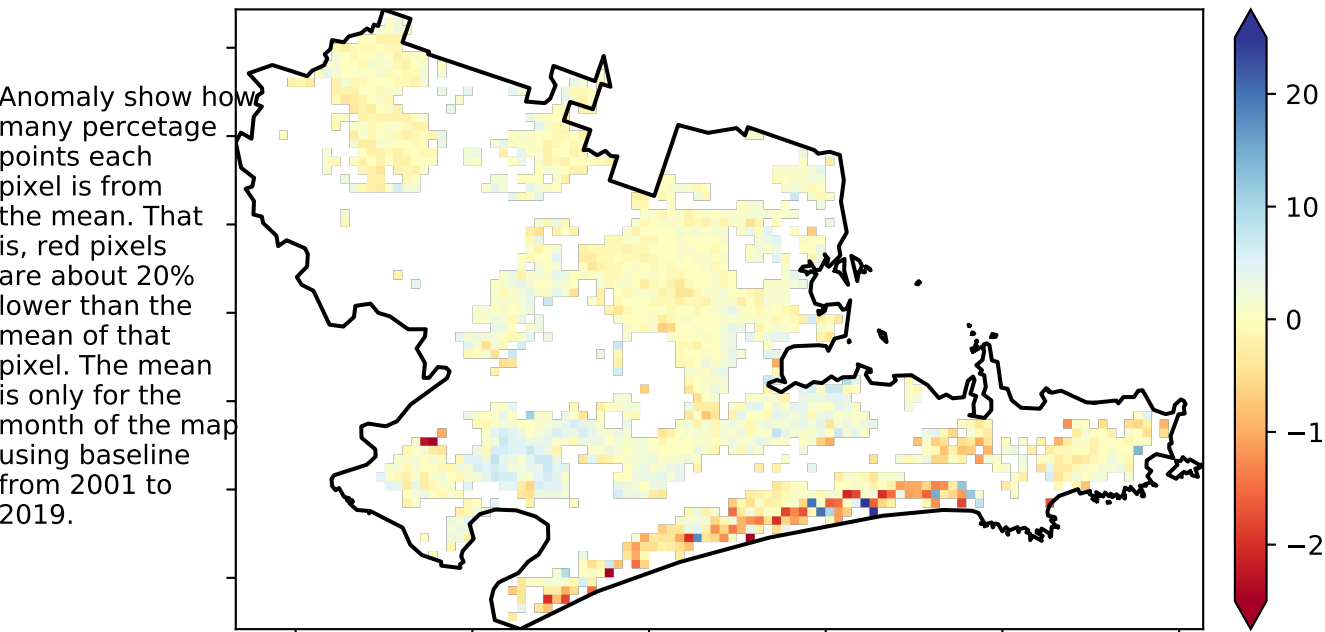 Anomaly show how
many percetage
points each
pixel is from
the mean. That
is, red pixels
are about 20%
lower than the
mean of that
pixel. The mean
is only for the
month of the map
using baseline
from 2001 to
2019.
20
10
0
−1
−2